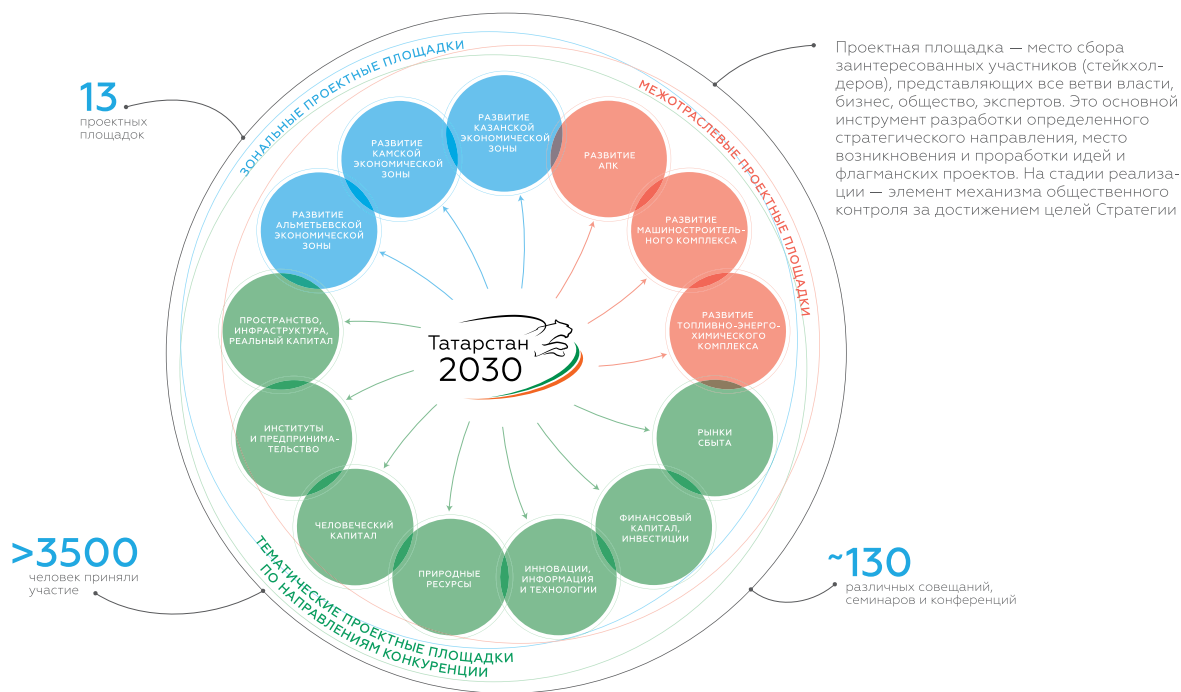 ЗОНАЛЬНЫЕ ПРОЕКТНЫЕ ПЛОЩАДКИ
МЕЖОТРАСЛЕВЫЕ ПРОЕКТНЫЕ ПЛОЩАДКИ
Проектная площадка — место сбора
заинтересованных участников (стейкхол-
деров), представляющих все ветви власти,
бизнес, общество, экспертов. Это основной
инструмент разработки определенного
стратегического направления, место
возникновения и проработки идей и
флагманских проектов. На стадии реализа-
ции — элемент механизма общественного
контроля за достижением целей Стратегии
13
проектных
площадок
РАЗВИТИЕ
КАЗАНСКОЙ
ЭКОНОМИЧЕСКОЙ
ЗОНЫ
РАЗВИТИЕ
КАМСКОЙ
ЭКОНОМИЧЕСКОЙ
ЗОНЫ
РАЗВИТИЕ
АПК
РАЗВИТИЕ
АЛЬМЕТЬЕВСКОЙ
ЭКОНОМИЧЕСКОЙ
ЗОНЫ
РАЗВИТИЕ
МАШИНОСТРОИТЕЛЬ-
НОГО КОМПЛЕКСА
ПРОСТРАНСТВО,
ИНФРАСТРУКТУРА,
РЕАЛЬНЫЙ КАПИТАЛ
РАЗВИТИЕ
ТОПЛИВНО-ЭНЕРГО-
ХИМИЧЕСКОГО
КОМПЛЕКСА
Татарстан
2030
ИНСТИТУТЫ
И ПРЕДПРИНИМА-
ТЕЛЬСТВО
РЫНКИ
СБЫТА
ЧЕЛОВЕЧЕСКИЙ
КАПИТАЛ
ФИНАНСОВЫЙ
КАПИТАЛ,
ИНВЕСТИЦИИ
ПРИРОДНЫЕ
РЕСУРСЫ
ИННОВАЦИИ,
ИНФОРМАЦИЯ
И ТЕХНОЛОГИИ
>3500
человек приняли
участие
~130
различных совещаний,
семинаров и конференций
ТЕМАТИЧЕСКИЕ ПРОЕКТНЫЕ ПЛОЩАДКИ
ПО НАПРАВЛЕНИЯМ КОНКУРЕНЦИИ